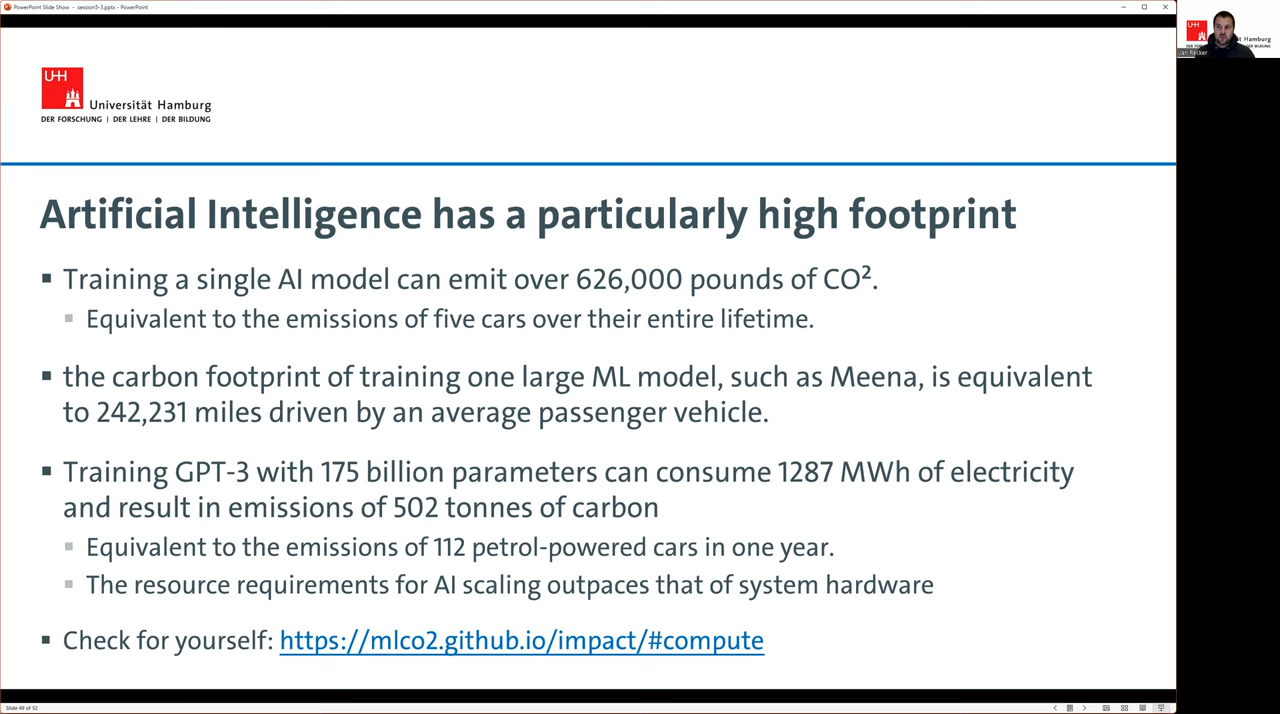 PowerPoint Slide Show - session5-3.pptx - PowerPoint
UHH
Universität Hamburg
DER FORSCHUNG | DER LEHRE | DER BILDUNG
Artificial Intelligence has a particularly high footprint
▪ Training a single AI model can emit over 626,000 pounds of CO².
▪ Equivalent to the emissions of five cars over their entire lifetime.
▪ the carbon footprint of training one large ML model, such as Meena, is equivalent
to 242,231 miles driven by an average passenger vehicle.
▪ Training GPT-3 with 175 billion parameters can consume 1287 MWh of electricity
and result in emissions of 502 tonnes of carbon
▪ Equivalent to the emissions of 112 petrol-powered cars in one year.
▪ The resource requirements for AI scaling outpaces that of system hardware
▪ Check for yourself: https://mlco2.github.io/impact/#compute
Slide 49 of 52